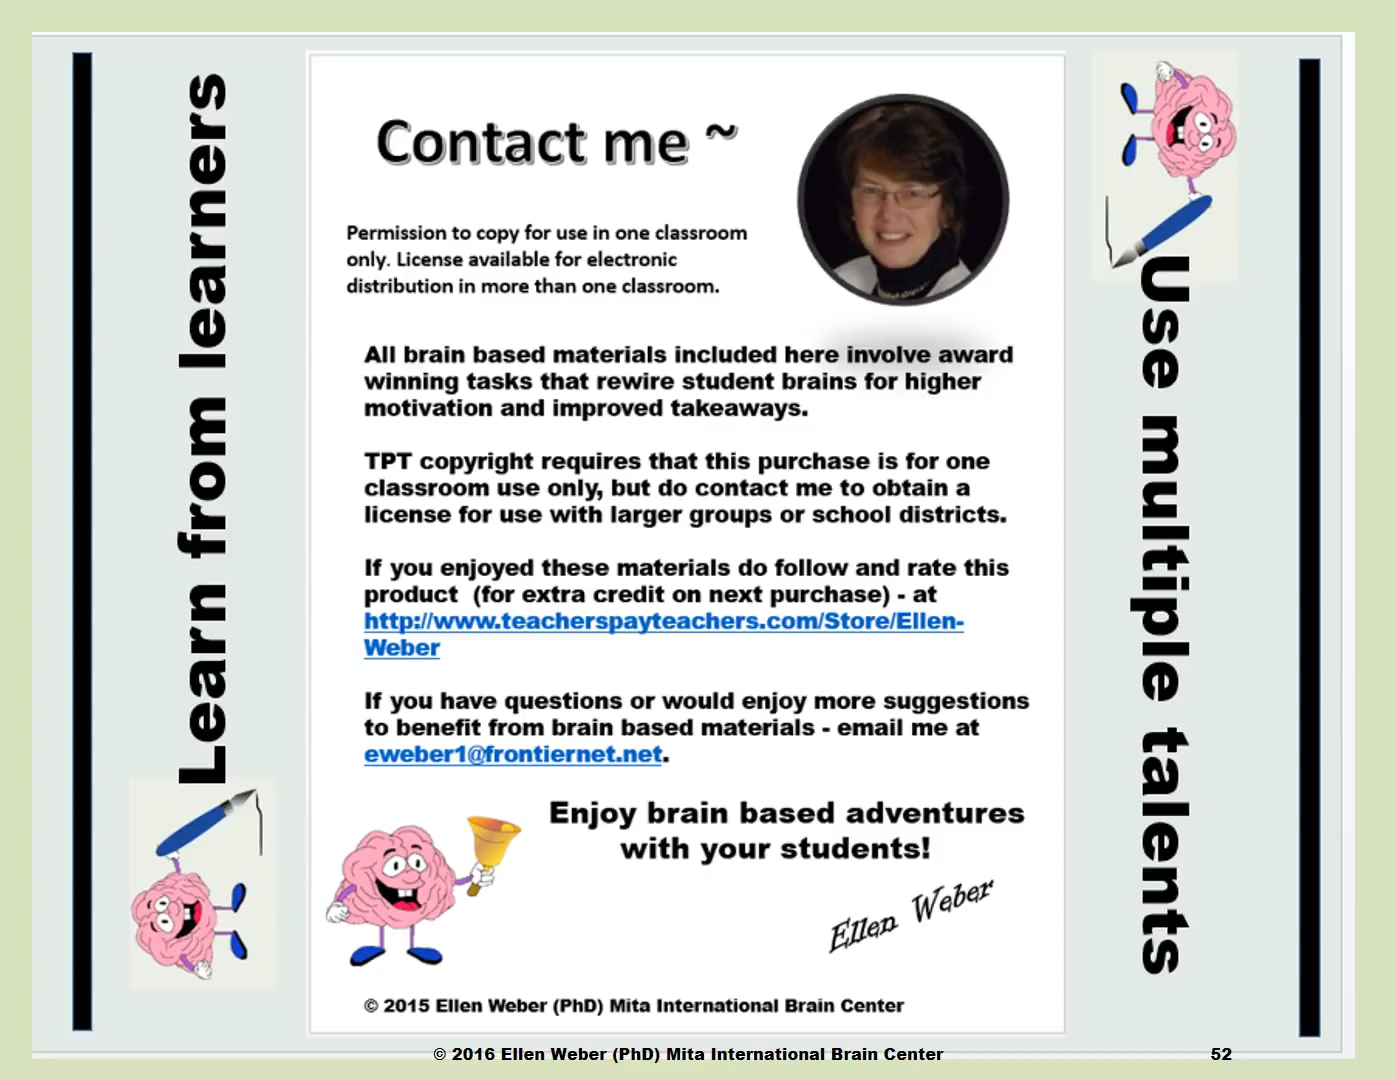 Learn from learners
Contact me ~
Permission to copy for use in one classroom
only. License available for electronic
distribution in more than one classroom.
All brain based materials included here involve award
winning tasks that rewire student brains for higher
motivation and improved takeaways.
TPT copyright requires that this purchase is for one
classroom use only, but do contact me to obtain a
license for use with larger groups or school districts.
If you enjoyed these materials do follow and rate this
product  (for extra credit on next purchase) - at
http://www.teacherspayteachers.com/Store/Ellen-
Weber
If you have questions or would enjoy more suggestions
to benefit from brain based materials - email me at
eweber1@frontiernet.net.
Enjoy brain based adventures
with your students!
Ellen Weber
© 2015 Ellen Weber (PhD) Mita International Brain Center
Use multiple talents
© 2016 Ellen Weber (PhD) Mita International Brain Center
52